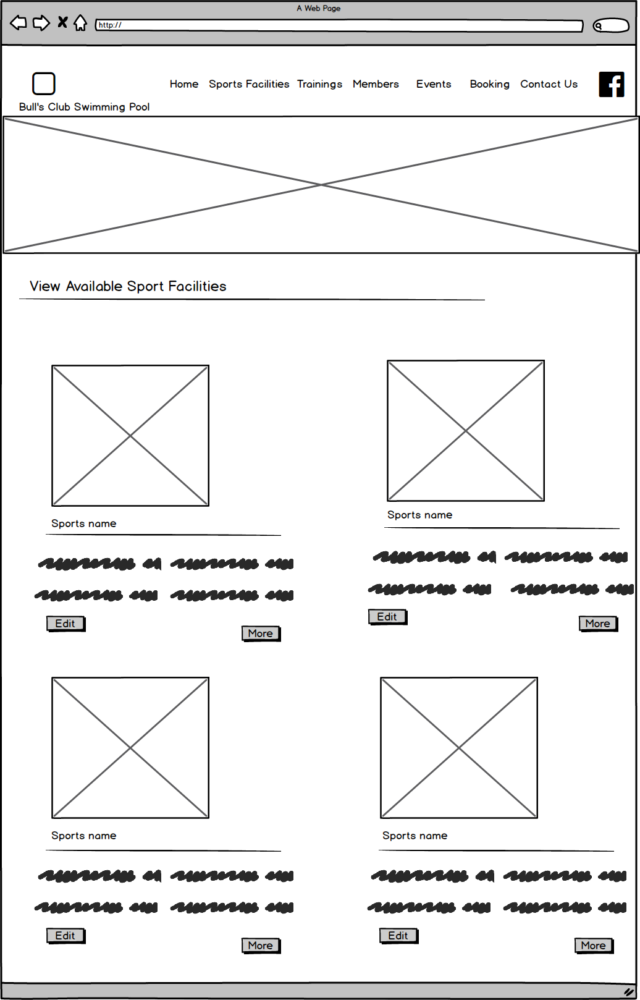 A Web Page
http://
Home Sports Facilities Trainings Members Events Booking Contact Us
Bull's Club Swimming Pool
View Available Sport Facilities
Sports name
Sports name
Edit
More
Edit
More
Sports name
Sports name
Edit
More
Edit
More